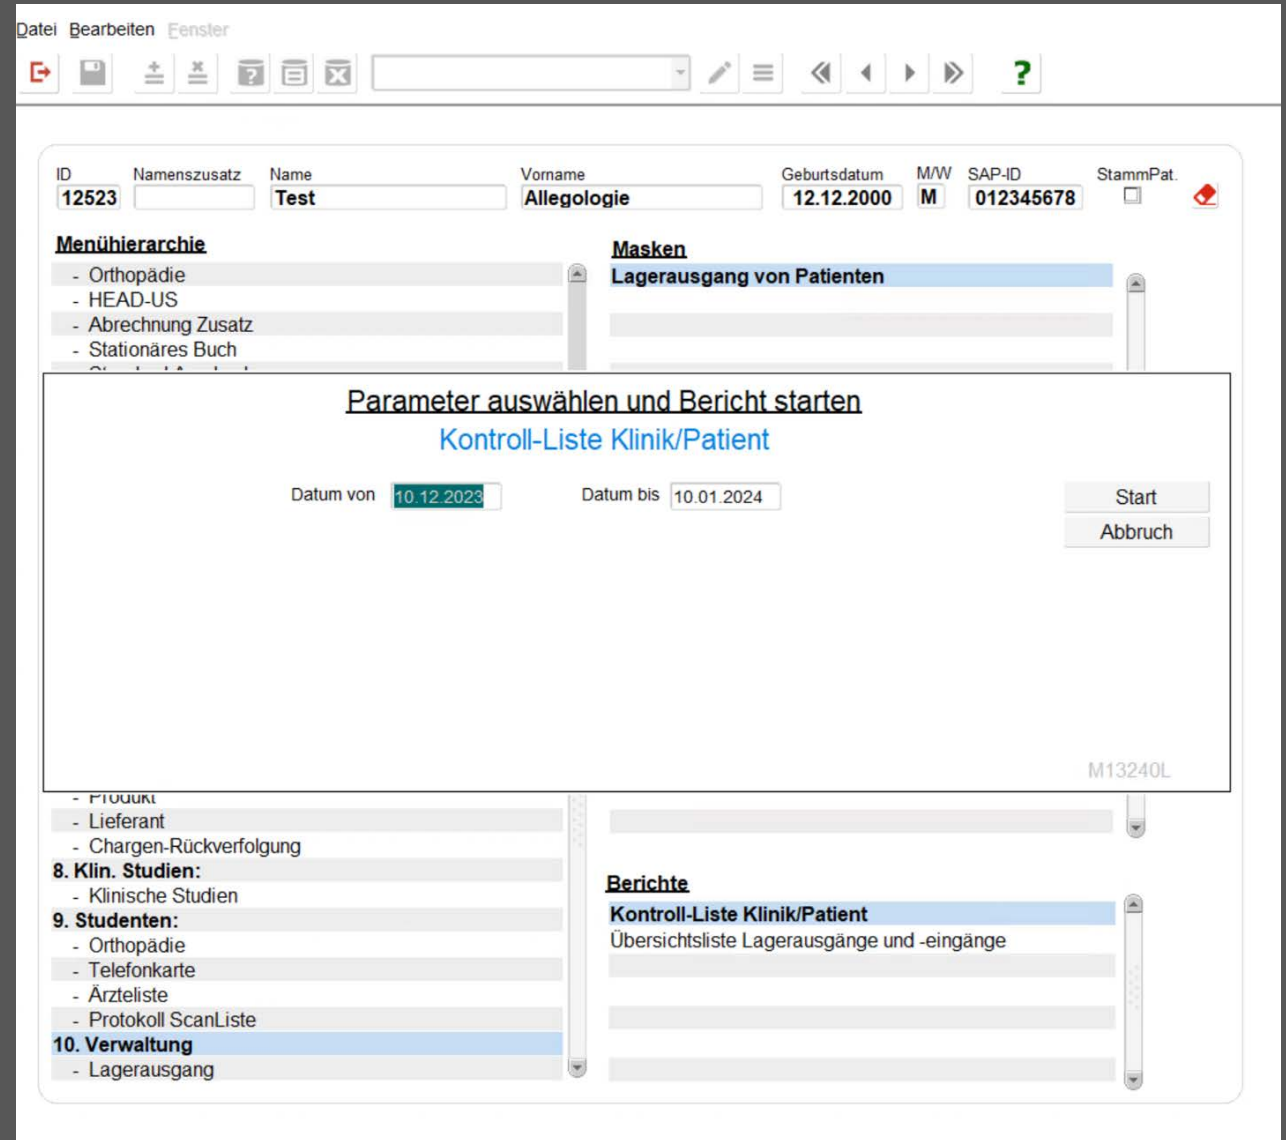 Datei Bearbeiten Fenster
ID Namenszusatz Name Vorname Geburtsdatum M/W SAP-ID StammPat.
12523 Test Allegologie 12.12.2000 M 012345678
Menühierarchie
- Orthopädie
- HEAD-US
- Abrechnung Zusatz
- Stationäres Buch
Masken
Lagerausgang von Patienten
Parameter auswählen und Bericht starten
Kontroll-Liste Klinik/Patient
Datum von 10.12.2023 Datum bis 10.01.2024
Start
Abbruch
M13240L
- Produkt
- Lieferant
- Chargen-Rückverfolgung
8. Klin. Studien:
- Klinische Studien
9. Studenten:
- Orthopädie
- Telefonkarte
- Ärzteliste
- Protokoll ScanListe
10. Verwaltung
- Lagerausgang
Berichte
Kontroll-Liste Klinik/Patient
Übersichtsliste Lagerausgänge und -eingänge